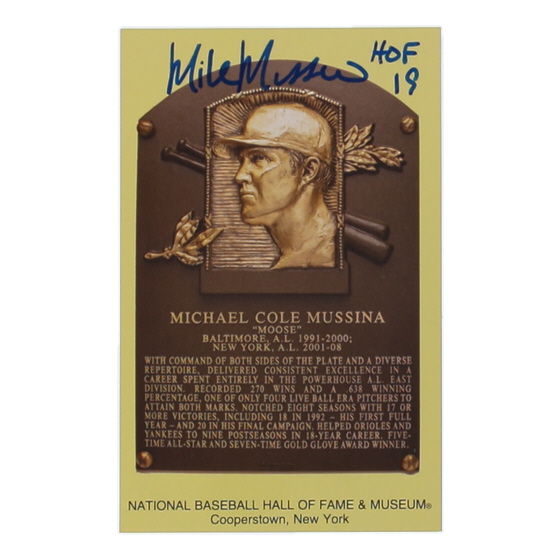 Mike Mussina HOF
19
MICHAEL COLE MUSSINA
"MOOSE"
BALTIMORE, A.L. 1991-2000;
NEW YORK, A.L. 2001-08
WITH COMMAND OF BOTH SIDES OF THE PLATE AND A DIVERSE
REPERTOIRE, DELIVERED CONSISTENT EXCELLENCE IN A
CAREER SPENT ENTIRELY IN THE POWERHOUSE A.L. EAST
DIVISION. RECORDED 270 WINS AND A .638 WINNING
PERCENTAGE, ONE OF ONLY FOUR LIVE BALL ERA PITCHERS TO
ATTAIN BOTH MARKS. NOTCHED EIGHT SEASONS WITH 17 OR
MORE VICTORIES, INCLUDING 18 IN 1992 – HIS FIRST FULL
YEAR – AND 20 IN HIS FINAL CAMPAIGN. HELPED ORIOLES AND
YANKEES TO NINE POSTSEASONS IN 18-YEAR CAREER. FIVE-
TIME ALL-STAR AND SEVEN-TIME GOLD GLOVE AWARD WINNER.
NATIONAL BASEBALL HALL OF FAME & MUSEUM®
Cooperstown, New York